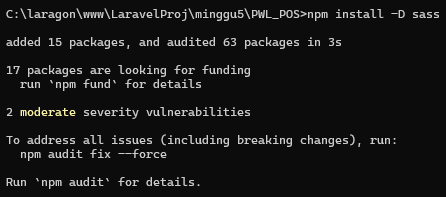 C:\laragon\www\LaravelProj\minggu5\PWL_POS>npm install -D sass
added 15 packages, and audited 63 packages in 3s
17 packages are looking for funding
run `npm fund` for details
2 moderate severity vulnerabilities
To address all issues (including breaking changes), run:
npm audit fix --force
Run `npm audit` for details.